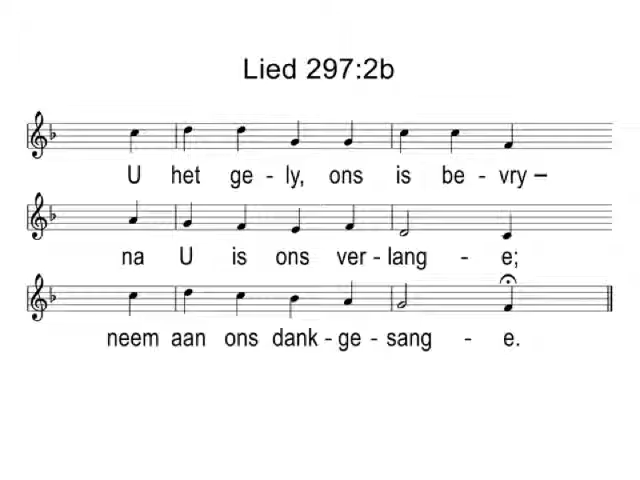 Lied 297:2b
U het ge - ly, ons is be - vry –
na U is ons ver - lang - e;
neem aan ons dank - ge - sang - e.